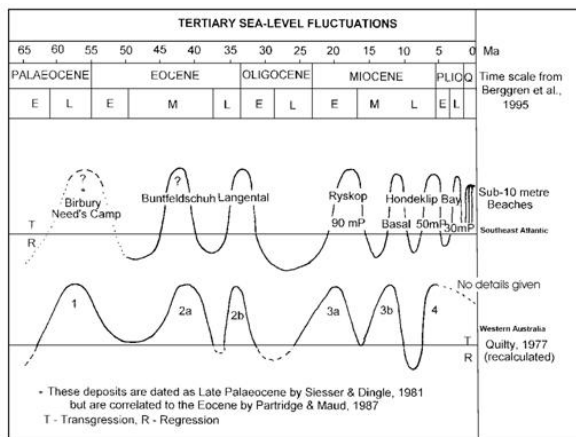 TERTIARY SEA-LEVEL FLUCTUATIONS
65 60 55 50 45 40 35 30 25 20 15 10 5 0 Ma
PALAEOCENE EOCENE OLIGOCENE MIOCENE PLIO Q Time scale from
Berggren et al.,
1995
E L E M L E L E M L E L
? ?
* Birbury Buntfeldschuh Langental Ryskop Hondeklip Bay Sub-10 metre
Need's Camp 90 mP Basal 50mP 30mP Beaches
T Southeast Atlantic
R
No details given
1 2a 2b 3a 3b 4
T Western Australia
R Quilty, 1977
(recalculated)
* These deposits are dated as Late Palaeocene by Siesser & Dingle, 1981
but are correlated to the Eocene by Partridge & Maud, 1987
T - Transgression, R - Regression